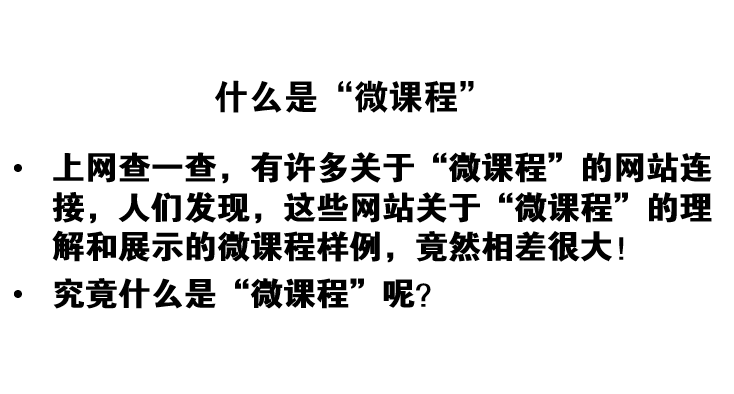 什么是“微课程”
• 上网查一查，有许多关于“微课程”的网站连
接，人们发现，这些网站关于“微课程”的理
解和展示的微课程样例，竟然相差很大！
• 究竟什么是“微课程”呢？